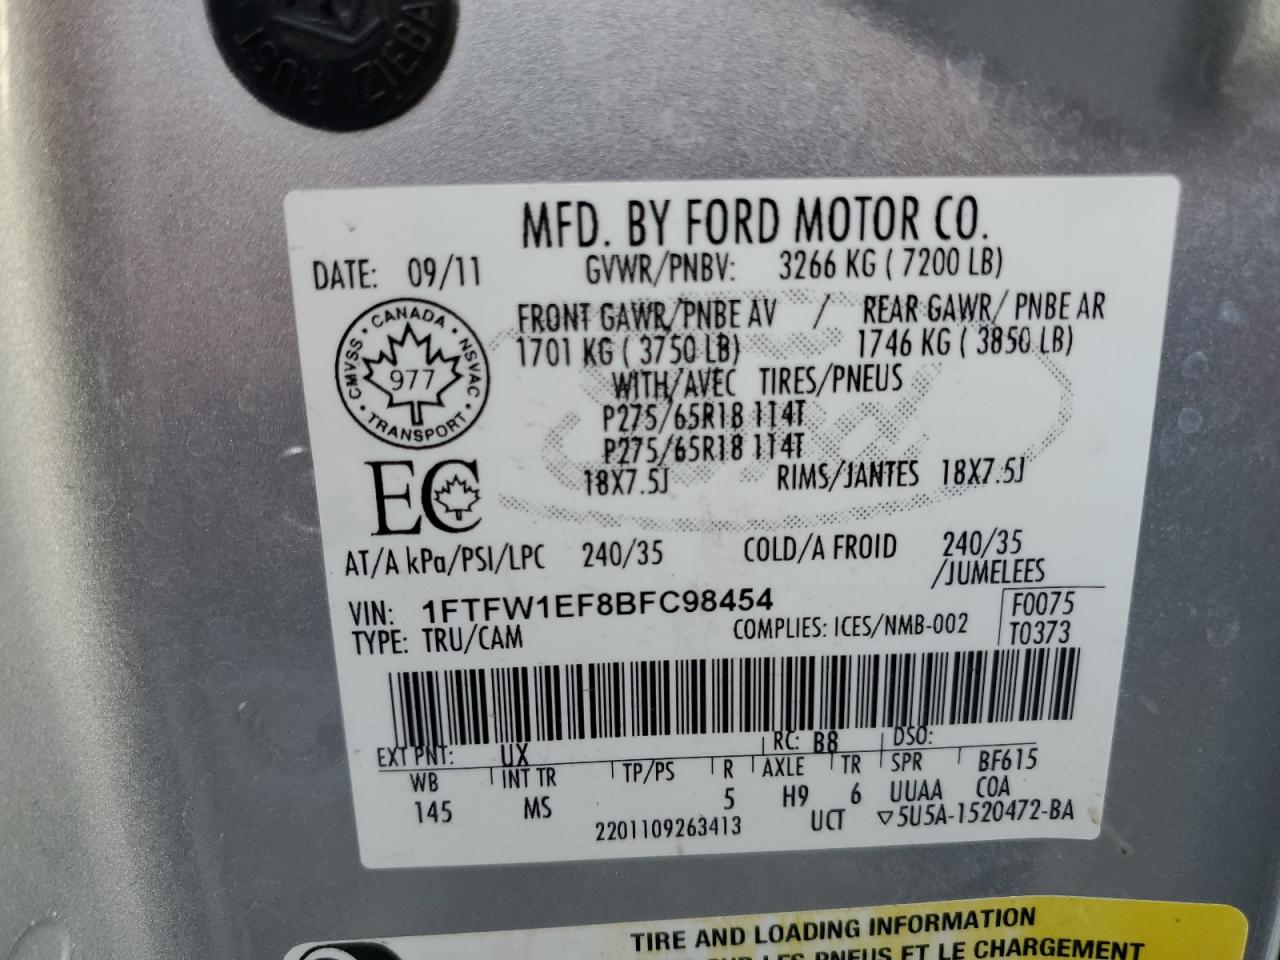 RUST ZIEBA
MFD. BY FORD MOTOR CO.
DATE: 09/11 GVWR/PNBV: 3266 KG ( 7200 LB)
FRONT GAWR/PNBE AV / REAR GAWR/ PNBE AR
1701 KG ( 3750 LB) 1746 KG ( 3850 LB)
WITH/AVEC TIRES/PNEUS
P275/65R18 114T
P275/65R18 114T
18X7.5J RIMS/JANTES 18X7.5J
CANADA · NSVAC · TRANSPORT · CMVSS ·
977
EC
AT/A kPa/PSI/LPC 240/35 COLD/A FROID 240/35
/JUMELEES
VIN: 1FTFW1EF8BFC98454 F0075
TYPE: TRU/CAM COMPLIES: ICES/NMB-002 T0373
EXT PNT: UX RC: B8 DSO:
WB INT TR TP/PS R AXLE TR SPR BF615
145 MS 5 H9 6 UUAA COA
2201109263413 UCT ▽5U5A-1520472-BA
TIRE AND LOADING INFORMATION
SUR LES PNEUS ET LE CHARGEMENT